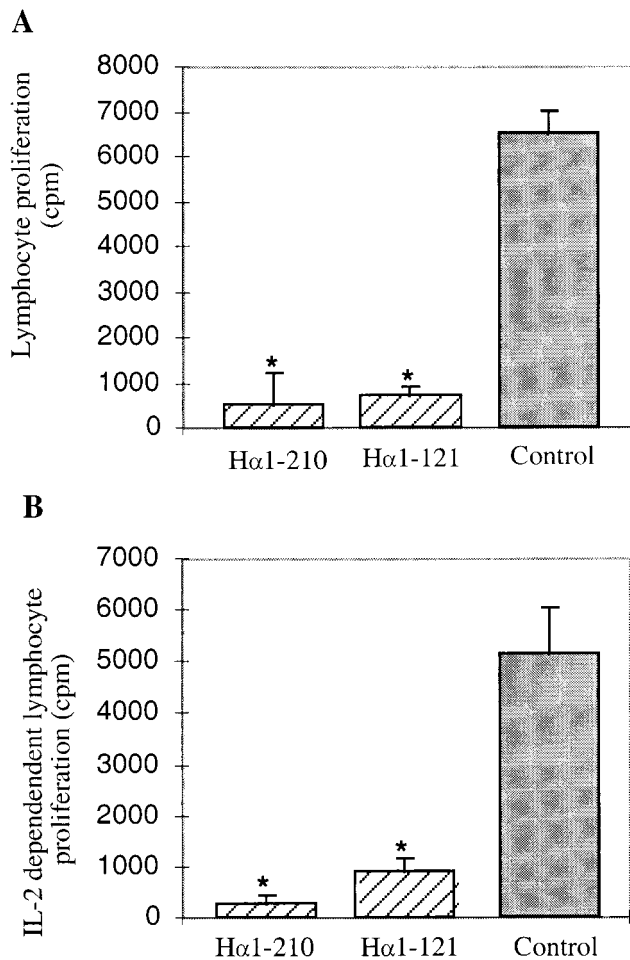 A
Lymphocyte proliferation
(cpm)
8000
7000
6000
5000
4000
3000
2000
1000
0
*
*
Hα1-210
Hα1-121
Control
B
IL-2 dependendent lymphocyte
proliferation (cpm)
7000
6000
5000
4000
3000
2000
1000
0
*
*
Hα1-210
Hα1-121
Control